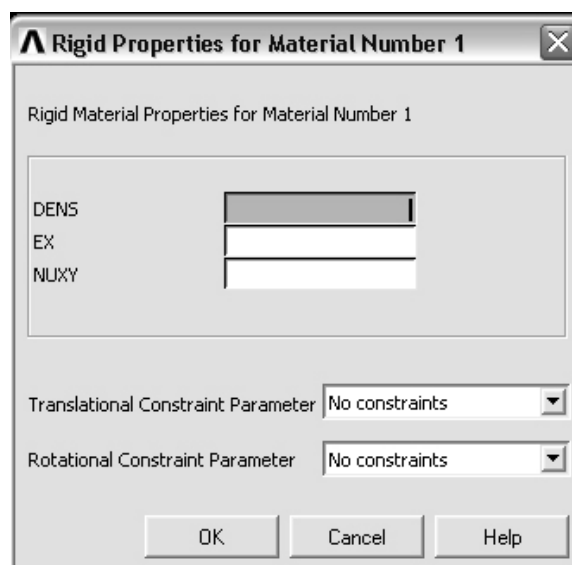 Rigid Properties for Material Number 1
Rigid Material Properties for Material Number 1
DENS
EX
NUXY
Translational Constraint Parameter No constraints
Rotational Constraint Parameter No constraints
OK Cancel Help